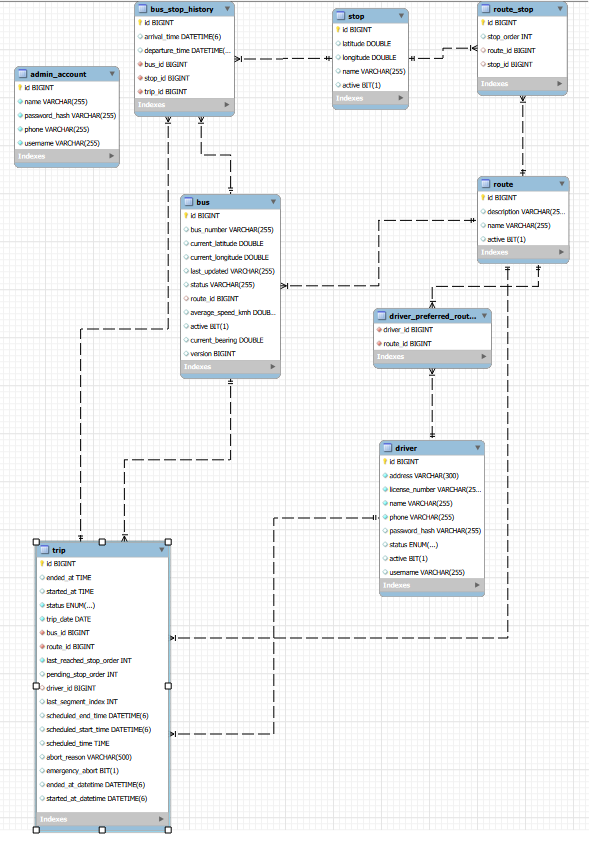 bus_stop_history
id BIGINT
arrival_time DATETIME(6)
departure_time DATETIME(...
bus_id BIGINT
stop_id BIGINT
trip_id BIGINT
Indexes
stop
id BIGINT
latitude DOUBLE
longitude DOUBLE
name VARCHAR(255)
active BIT(1)
Indexes
route_stop
id BIGINT
stop_order INT
route_id BIGINT
stop_id BIGINT
Indexes
admin_account
id BIGINT
name VARCHAR(255)
password_hash VARCHAR(255)
phone VARCHAR(255)
username VARCHAR(255)
Indexes
route
id BIGINT
description VARCHAR(25...
name VARCHAR(255)
active BIT(1)
Indexes
bus
id BIGINT
bus_number VARCHAR(255)
current_latitude DOUBLE
current_longitude DOUBLE
last_updated VARCHAR(255)
status VARCHAR(255)
route_id BIGINT
average_speed_kmh DOUB...
active BIT(1)
current_bearing DOUBLE
version BIGINT
Indexes
driver_preferred_rout...
driver_id BIGINT
route_id BIGINT
Indexes
driver
id BIGINT
address VARCHAR(300)
license_number VARCHAR(25...
name VARCHAR(255)
phone VARCHAR(255)
password_hash VARCHAR(255)
status ENUM(...)
active BIT(1)
username VARCHAR(255)
Indexes
trip
id BIGINT
ended_at TIME
started_at TIME
status ENUM(...)
trip_date DATE
bus_id BIGINT
route_id BIGINT
last_reached_stop_order INT
pending_stop_order INT
driver_id BIGINT
last_segment_index INT
scheduled_end_time DATETIME(6)
scheduled_start_time DATETIME(6)
scheduled_time TIME
abort_reason VARCHAR(500)
emergency_abort BIT(1)
ended_at_datetime DATETIME(6)
started_at_datetime DATETIME(6)
Indexes